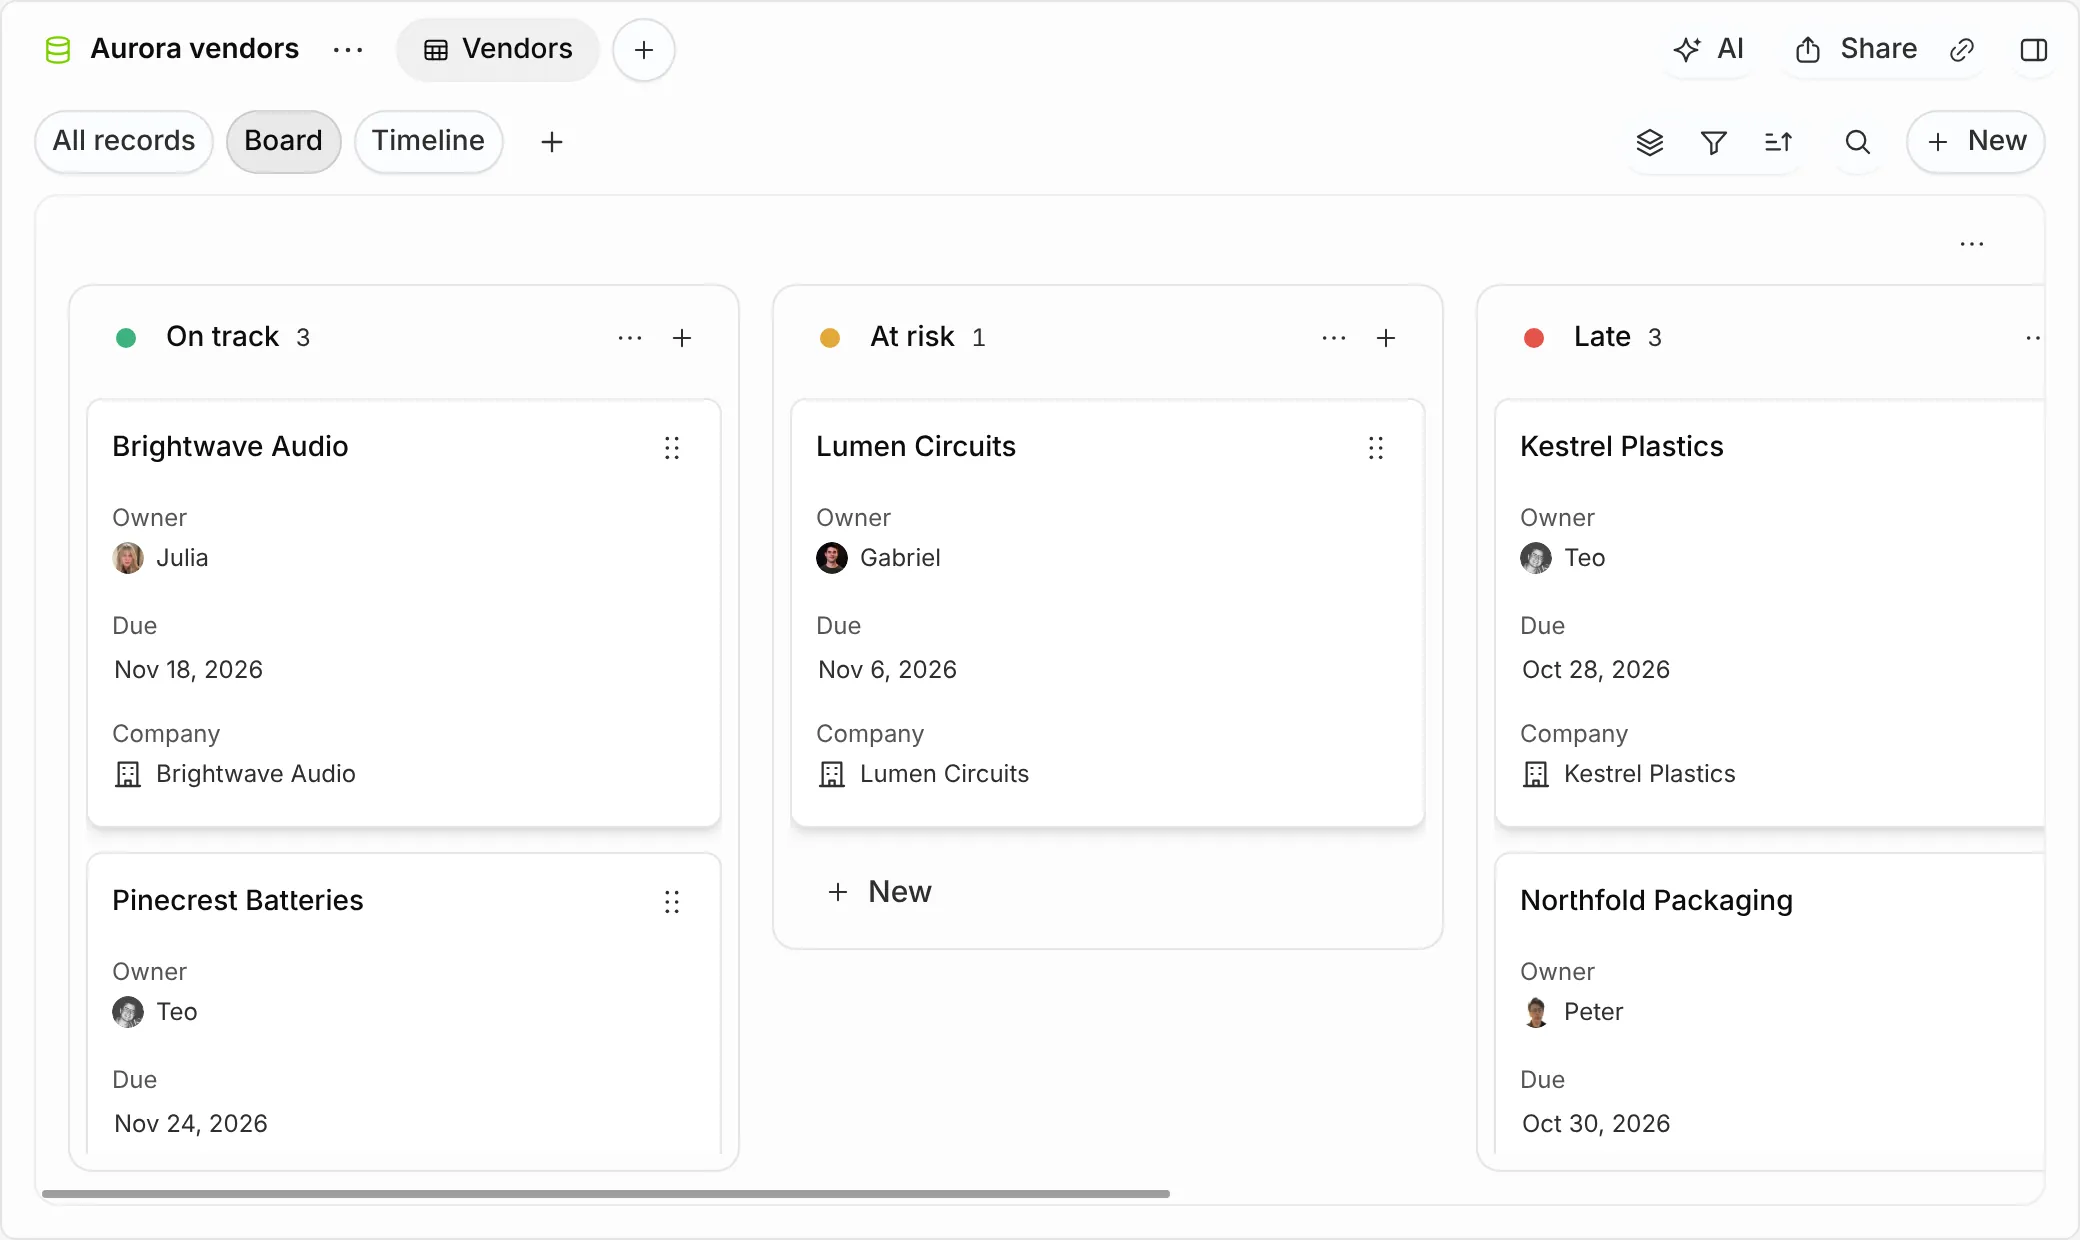 Aurora vendors
Vendors
AI
Share
All records
Board
Timeline
New
On track 3
Brightwave Audio
Owner
Julia
Due
Nov 18, 2026
Company
Brightwave Audio
Pinecrest Batteries
Owner
Teo
Due
Nov 24, 2026
At risk 1
Lumen Circuits
Owner
Gabriel
Due
Nov 6, 2026
Company
Lumen Circuits
+ New
Late 3
Kestrel Plastics
Owner
Teo
Due
Oct 28, 2026
Company
Kestrel Plastics
Northfold Packaging
Owner
Peter
Due
Oct 30, 2026